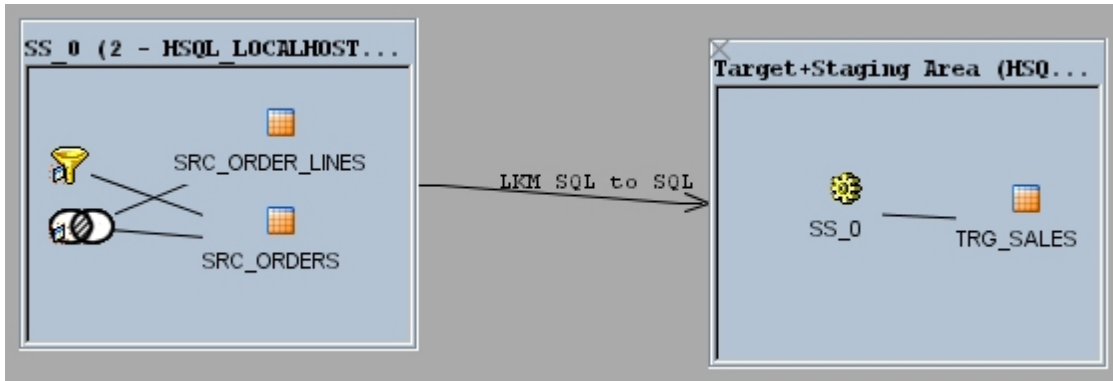 SS_0 (2 - HSQL_LOCALHOST...
SRC_ORDER_LINES
SRC_ORDERS
LKM SQL to SQL
Target+Staging Area (HSQ...
SS_0
TRG_SALES